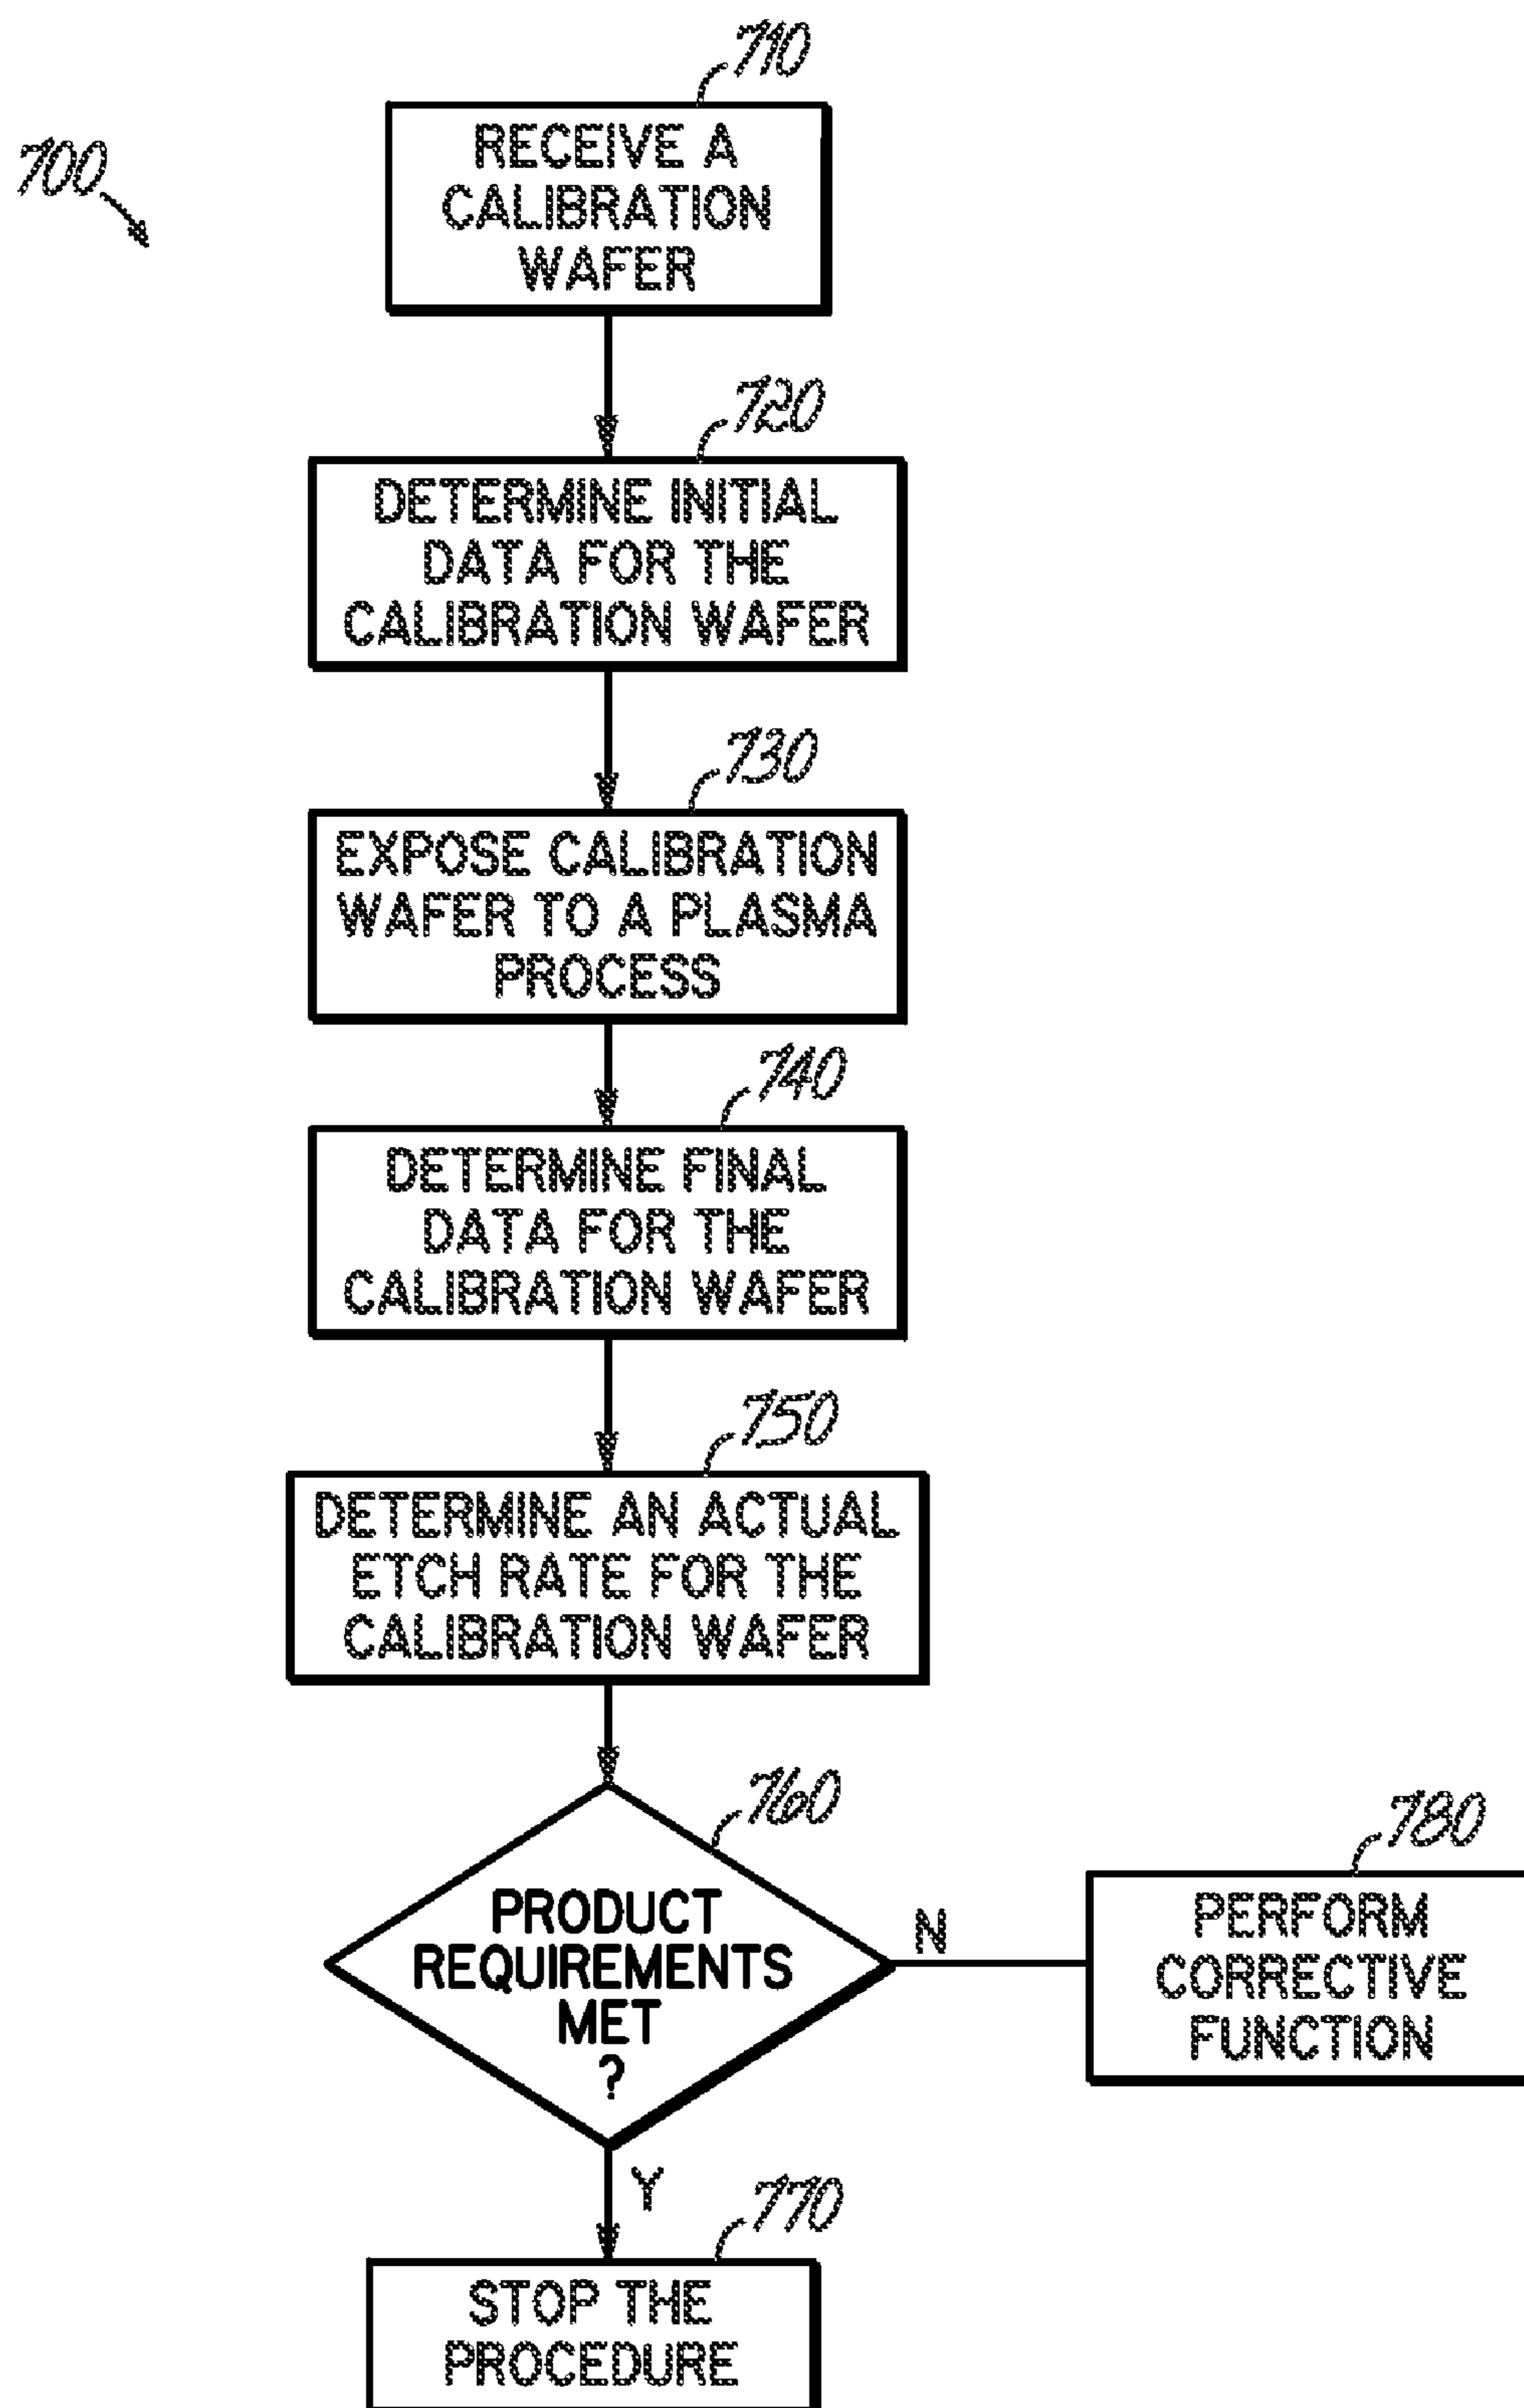 700
710
RECEIVE A
CALIBRATION
WAFER
720
DETERMINE INITIAL
DATA FOR THE
CALIBRATION WAFER
730
EXPOSE CALIBRATION
WAFER TO A PLASMA
PROCESS
740
DETERMINE FINAL
DATA FOR THE
CALIBRATION WAFER
750
DETERMINE AN ACTUAL
ETCH RATE FOR THE
CALIBRATION WAFER
760
PRODUCT
REQUIREMENTS
MET
?
N
780
PERFORM
CORRECTIVE
FUNCTION
Y
770
STOP THE
PROCEDURE